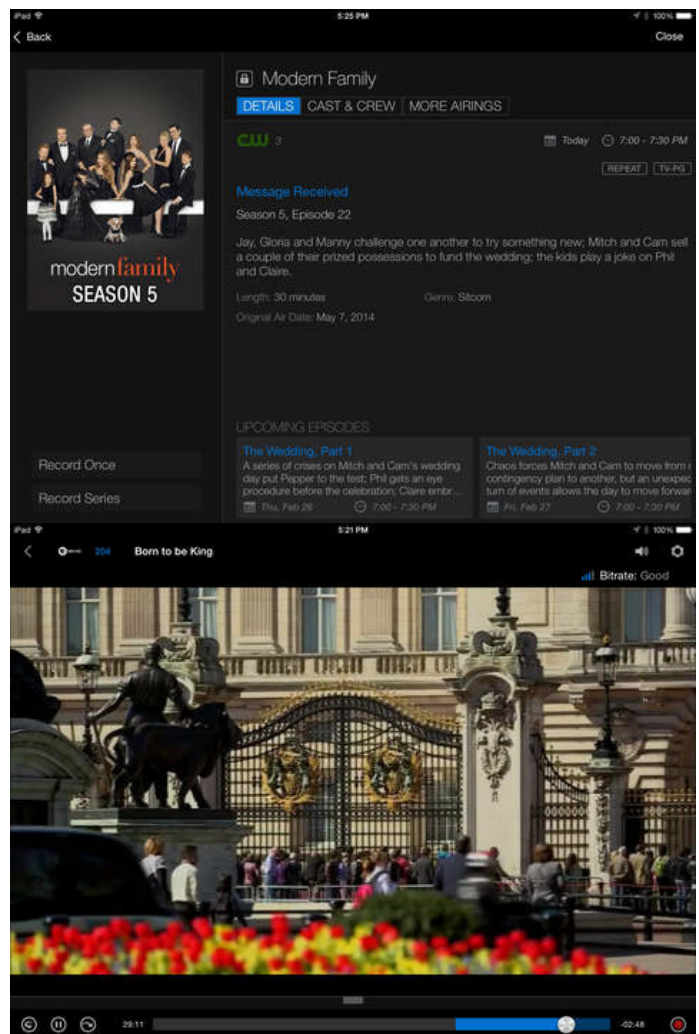 iPad
5:25 PM
100%
Back
Close
Modern Family
DETAILS
CAST & CREW
MORE AIRINGS
CW 3
Today
7:00 - 7:30 PM
REPEAT
TV-PG
Message Received
Season 5, Episode 22
Jay, Gloria and Manny challenge one another to try something new; Mitch and Cam sell
a couple of their prized possessions to fund the wedding; the kids play a joke on Phil
and Claire.
Length: 30 minutes
Genre: Sitcom
Original Air Date: May 7, 2014
modern family
SEASON 5
Record Once
Record Series
UPCOMING EPISODES
The Wedding, Part 1
A series of crises on Mitch and Cam's wedding
day put Pepper to the test; Phil gets an eye
procedure before the celebration; Claire embr...
Thu, Feb 26
7:00 - 7:30 PM
The Wedding, Part 2
Chaos forces Mitch and Cam to move from
contingency plan to another, but an unexpec
turn of events allows the day to move forwar
Fri, Feb 27
7:00 - 7:30 PM
iPad
5:21 PM
100%
204
Born to be King
Bitrate: Good
29:11
-02:48